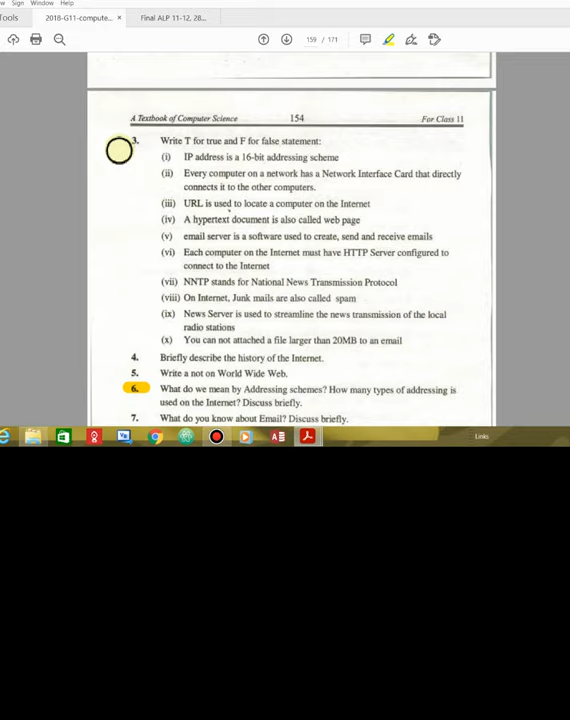 Sign Window Help
Tools 2018-G11-compute... × Final ALP 11-12, 28...
159 / 171
A Textbook of Computer Science 154 For Class 11
3. Write T for true and F for false statement:
(i) IP address is a 16-bit addressing scheme
(ii) Every computer on a network has a Network Interface Card that directly
connects it to the other computers.
(iii) URL is used to locate a computer on the Internet
(iv) A hypertext document is also called web page
(v) email server is a software used to create, send and receive emails
(vi) Each computer on the Internet must have HTTP Server configured to
connect to the Internet
(vii) NNTP stands for National News Transmission Protocol
(viii) On Internet, Junk mails are also called spam
(ix) News Server is used to streamline the news transmission of the local
radio stations
(x) You can not attached a file larger than 20MB to an email
4. Briefly describe the history of the Internet.
5. Write a not on World Wide Web.
6. What do we mean by Addressing schemes? How many types of addressing is
used on the Internet? Discuss briefly.
7. What do you know about Email? Discuss briefly.
Links